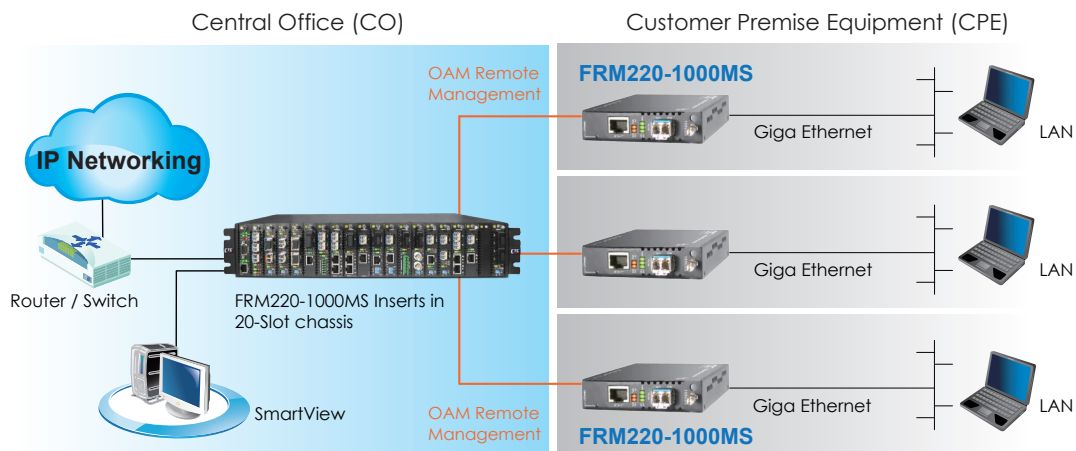 Central Office (CO)
Customer Premise Equipment (CPE)
OAM Remote
Management
FRM220-1000MS
IP Networking
Giga Ethernet
LAN
Giga Ethernet
LAN
Router / Switch
FRM220-1000MS Inserts in
20-Slot chassis
SmartView
OAM Remote
Management
Giga Ethernet
LAN
FRM220-1000MS